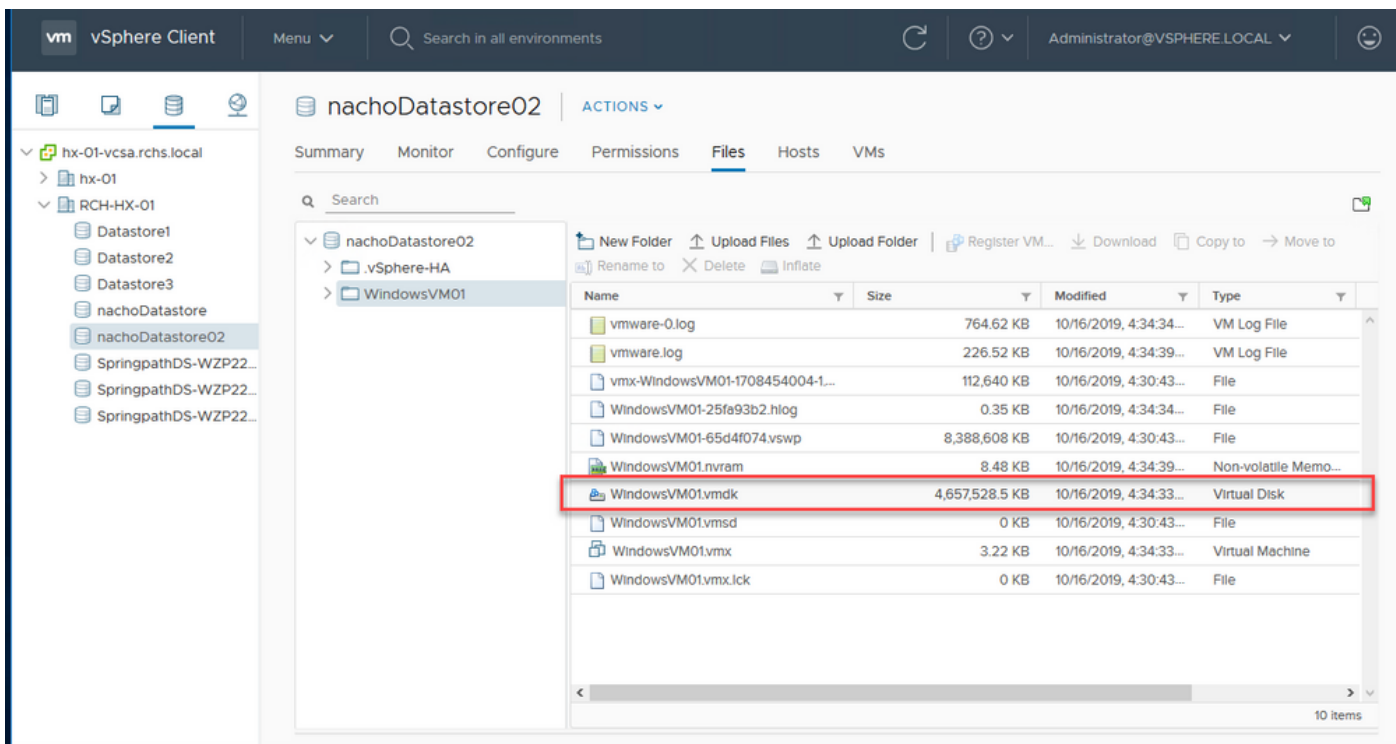 vm vSphere Client Menu Search in all environments Administrator@VSPHERE.LOCAL
nachoDatastore02 ACTIONS
Summary Monitor Configure Permissions Files Hosts VMs
hx-01-vcsa.rchs.local
hx-01
RCH-HX-01
Datastore1
Datastore2
Datastore3
nachoDatastore
nachoDatastore02
SpringpathDS-WZP22...
SpringpathDS-WZP22...
SpringpathDS-WZP22...
Search
nachoDatastore02
.vSphere-HA
WindowsVM01
New Folder Upload Files Upload Folder Register VM... Download Copy to Move to
Rename to Delete Inflate
Name Size Modified Type
vmware-0.log 764.62 KB 10/16/2019, 4:34:34... VM Log File
vmware.log 226.52 KB 10/16/2019, 4:34:39... VM Log File
vmx-WindowsVM01-1708454004-1,... 112,640 KB 10/16/2019, 4:30:43... File
WindowsVM01-25fa93b2.hlog 0.35 KB 10/16/2019, 4:34:34... File
WindowsVM01-65d4f074.vswp 8,388,608 KB 10/16/2019, 4:30:43... File
WindowsVM01.nvram 8.48 KB 10/16/2019, 4:34:39... Non-volatile Memo...
WindowsVM01.vmdk 4,657,528.5 KB 10/16/2019, 4:34:33... Virtual Disk
WindowsVM01.vmsd 0 KB 10/16/2019, 4:30:43... File
WindowsVM01.vmx 3.22 KB 10/16/2019, 4:34:33... Virtual Machine
WindowsVM01.vmx.lck 0 KB 10/16/2019, 4:30:43... File
10 items